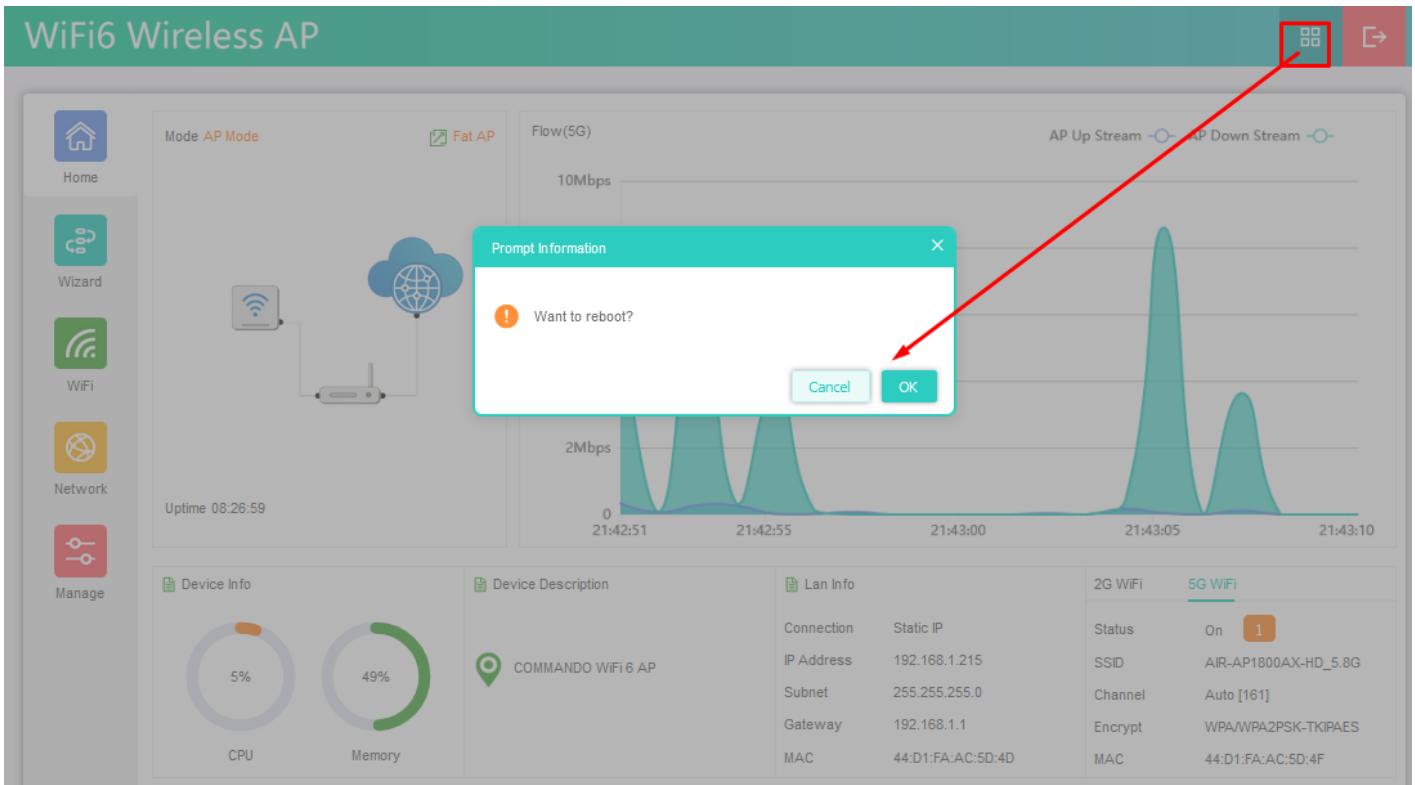 WiFi6 Wireless AP
Home
Wizard
WiFi
Network
Manage
Mode AP Mode
Fat AP
Uptime 08:26:59
Flow(5G)
AP Up Stream
AP Down Stream
10Mbps
2Mbps
0
21:42:51
21:42:55
21:43:00
21:43:05
21:43:10
Prompt Information
Want to reboot?
Cancel
OK
Device Info
5%
49%
CPU
Memory
Device Description
COMMANDO WiFi 6 AP
Lan Info
Connection Static IP
IP Address 192.168.1.215
Subnet 255.255.255.0
Gateway 192.168.1.1
MAC 44:D1:FA:AC:5D:4D
2G WiFi 5G WiFi
Status On 1
SSID AIR-AP1800AX-HD_5.8G
Channel Auto [161]
Encrypt WPA/WPA2PSK-TKIPAES
MAC 44:D1:FA:AC:5D:4F